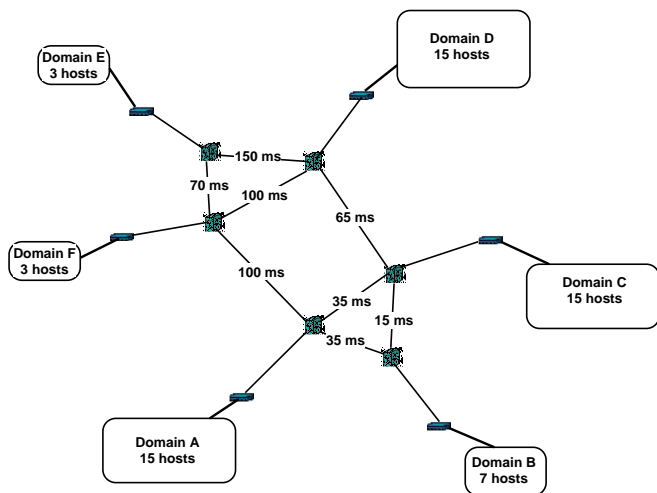 Domain D
15 hosts
Domain E
3 hosts
150 ms
70 ms
100 ms
65 ms
Domain F
3 hosts
100 ms
Domain C
15 hosts
35 ms
15 ms
35 ms
Domain A
15 hosts
Domain B
7 hosts